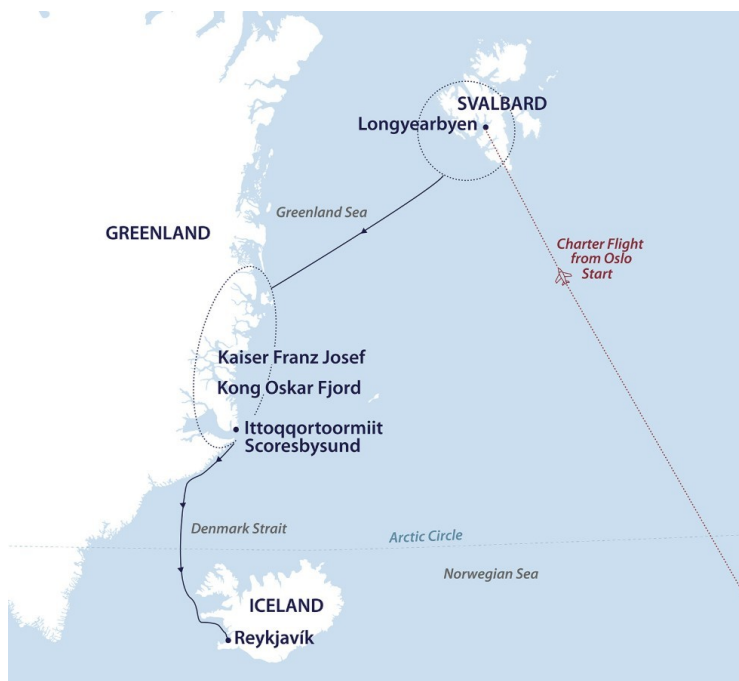 SVALBARD
Longyearbyen
Greenland Sea
GREENLAND
Charter Flight
from Oslo
Start
Kaiser Franz Josef
Kong Oskar Fjord
Ittoqqortoormiit
Scoresbysund
Denmark Strait
Arctic Circle
Norwegian Sea
ICELAND
Reykjavík